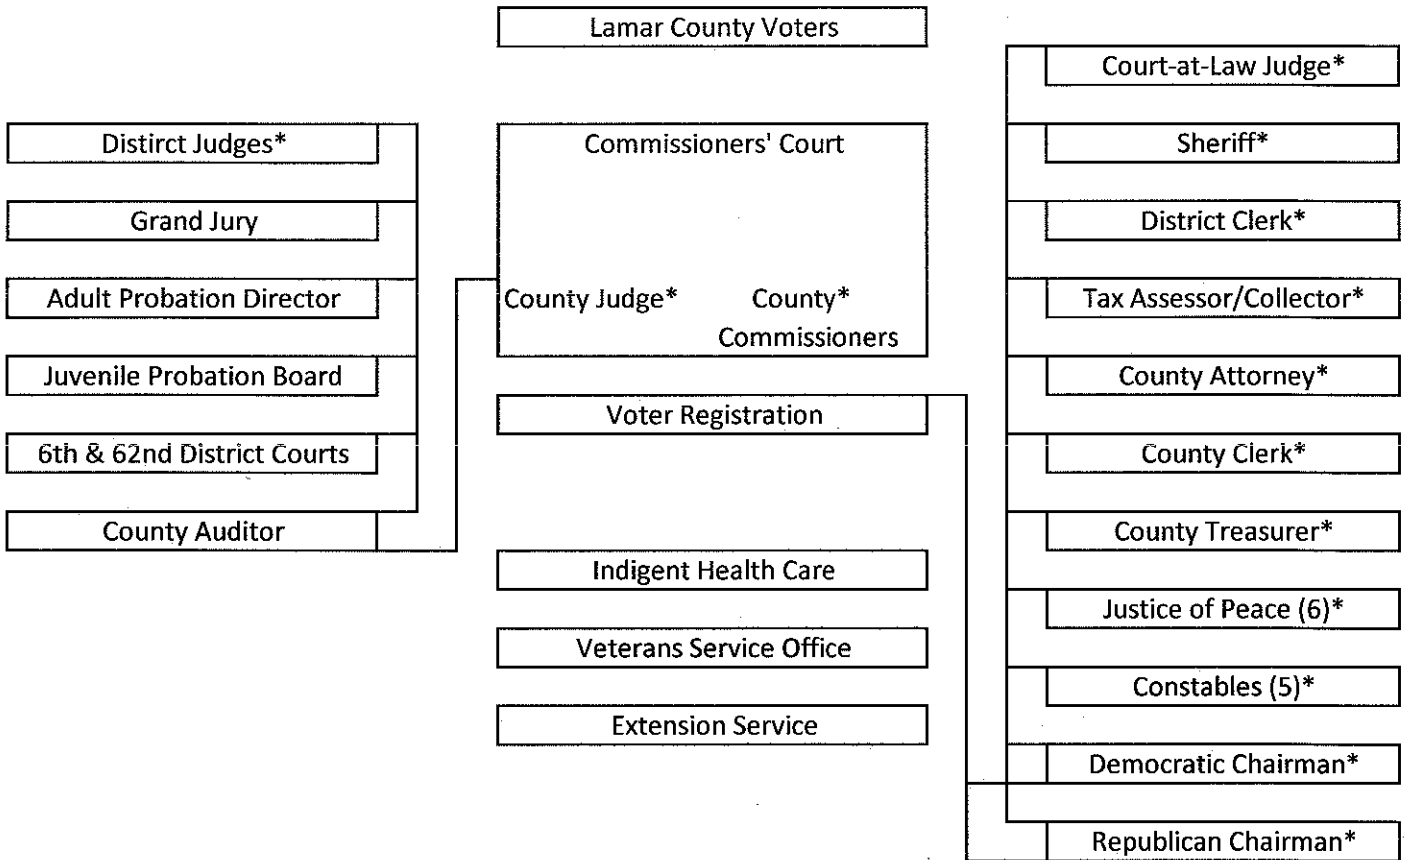 Lamar County Voters
Court-at-Law Judge*
Distirct Judges*
Commissioners' Court
Sheriff*
Grand Jury
District Clerk*
Adult Probation Director
County Judge*
County*
Commissioners
Tax Assessor/Collector*
Juvenile Probation Board
County Attorney*
Voter Registration
6th & 62nd District Courts
County Clerk*
County Auditor
County Treasurer*
Indigent Health Care
Justice of Peace (6)*
Veterans Service Office
Constables (5)*
Extension Service
Democratic Chairman*
Republican Chairman*